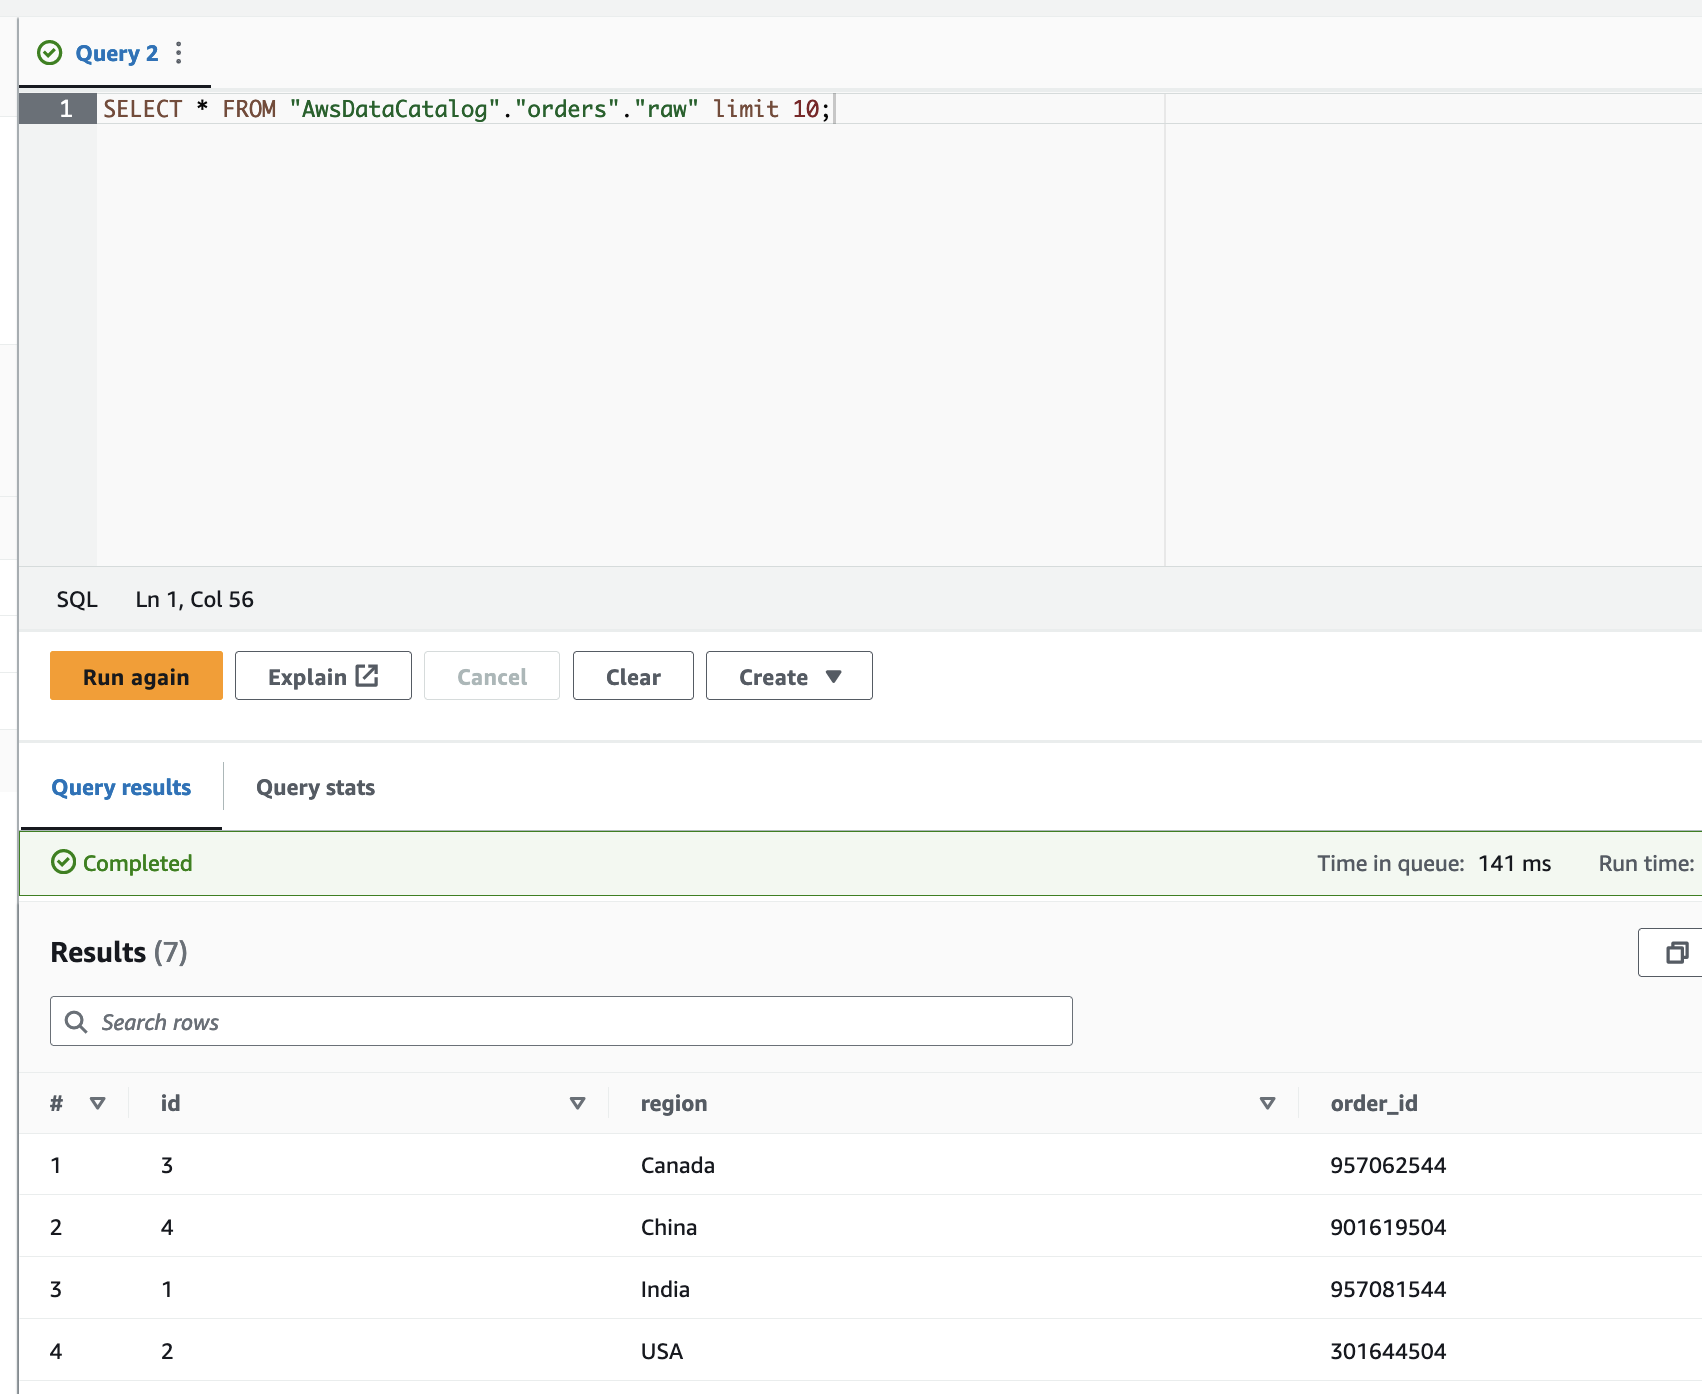 Query 2
1 SELECT * FROM "AwsDataCatalog"."orders"."raw" limit 10;
SQL Ln 1, Col 56
Run again Explain Cancel Clear Create
Query results Query stats
Completed Time in queue: 141 ms Run time:
Results (7)
Search rows
# id region order_id
1 3 Canada 957062544
2 4 China 901619504
3 1 India 957081544
4 2 USA 301644504